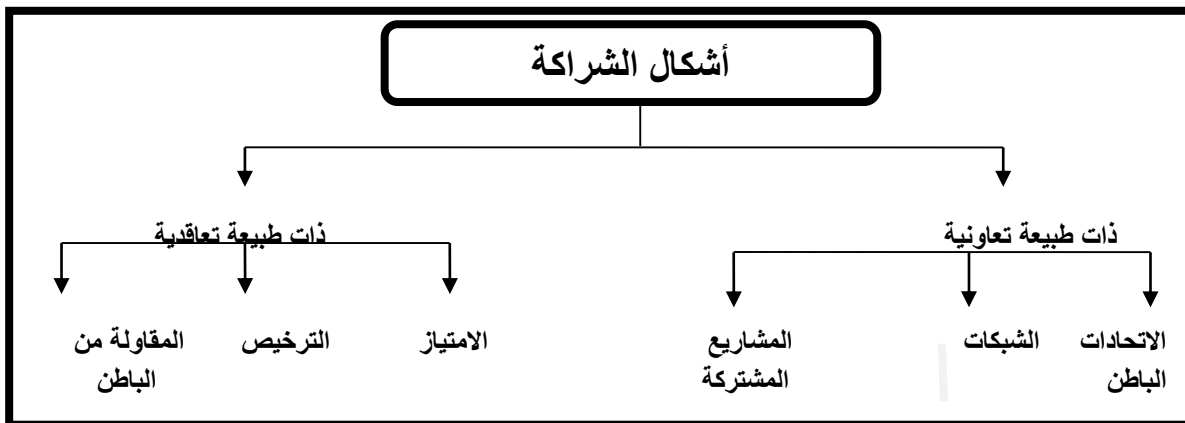 أشكال الشراكة
ذات طبيعة تعاونية
ذات طبيعة تعاقدية
الاتحادات
الباطن
الشبكات
المشاريع
المشتركة
الامتياز
الترخيص
المقاولة من
الباطن